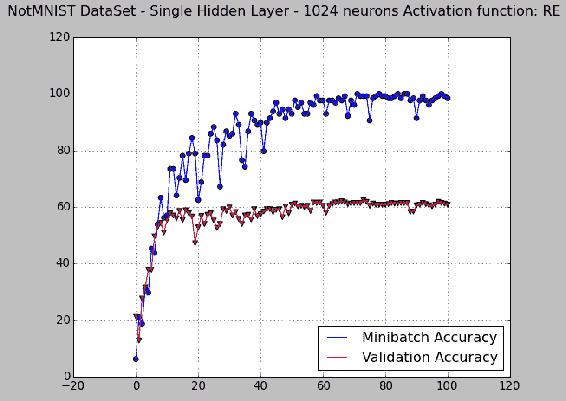 NotMNIST DataSet - Single Hidden Layer - 1024 neurons Activation function: RE
120
100
80
60
40
20
0
−20 0 20 40 60 80 100 120
Minibatch Accuracy
Validation Accuracy